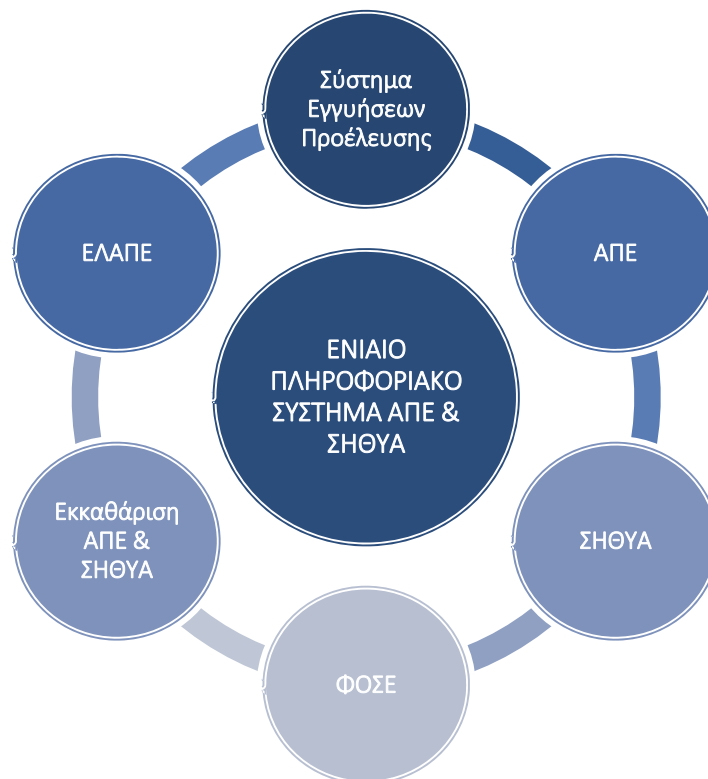 Σύστημα
Εγγυήσεων
Προέλευσης
ΕΛΑΠΕ
ΑΠΕ
ΕΝΙΑΙΟ
ΠΛΗΡΟΦΟΡΙΑΚΟ
ΣΥΣΤΗΜΑ ΑΠΕ &
ΣΗΘΥΑ
Εκκαθάριση
ΑΠΕ &
ΣΗΘΥΑ
ΣΗΘΥΑ
ΦΟΣΕ